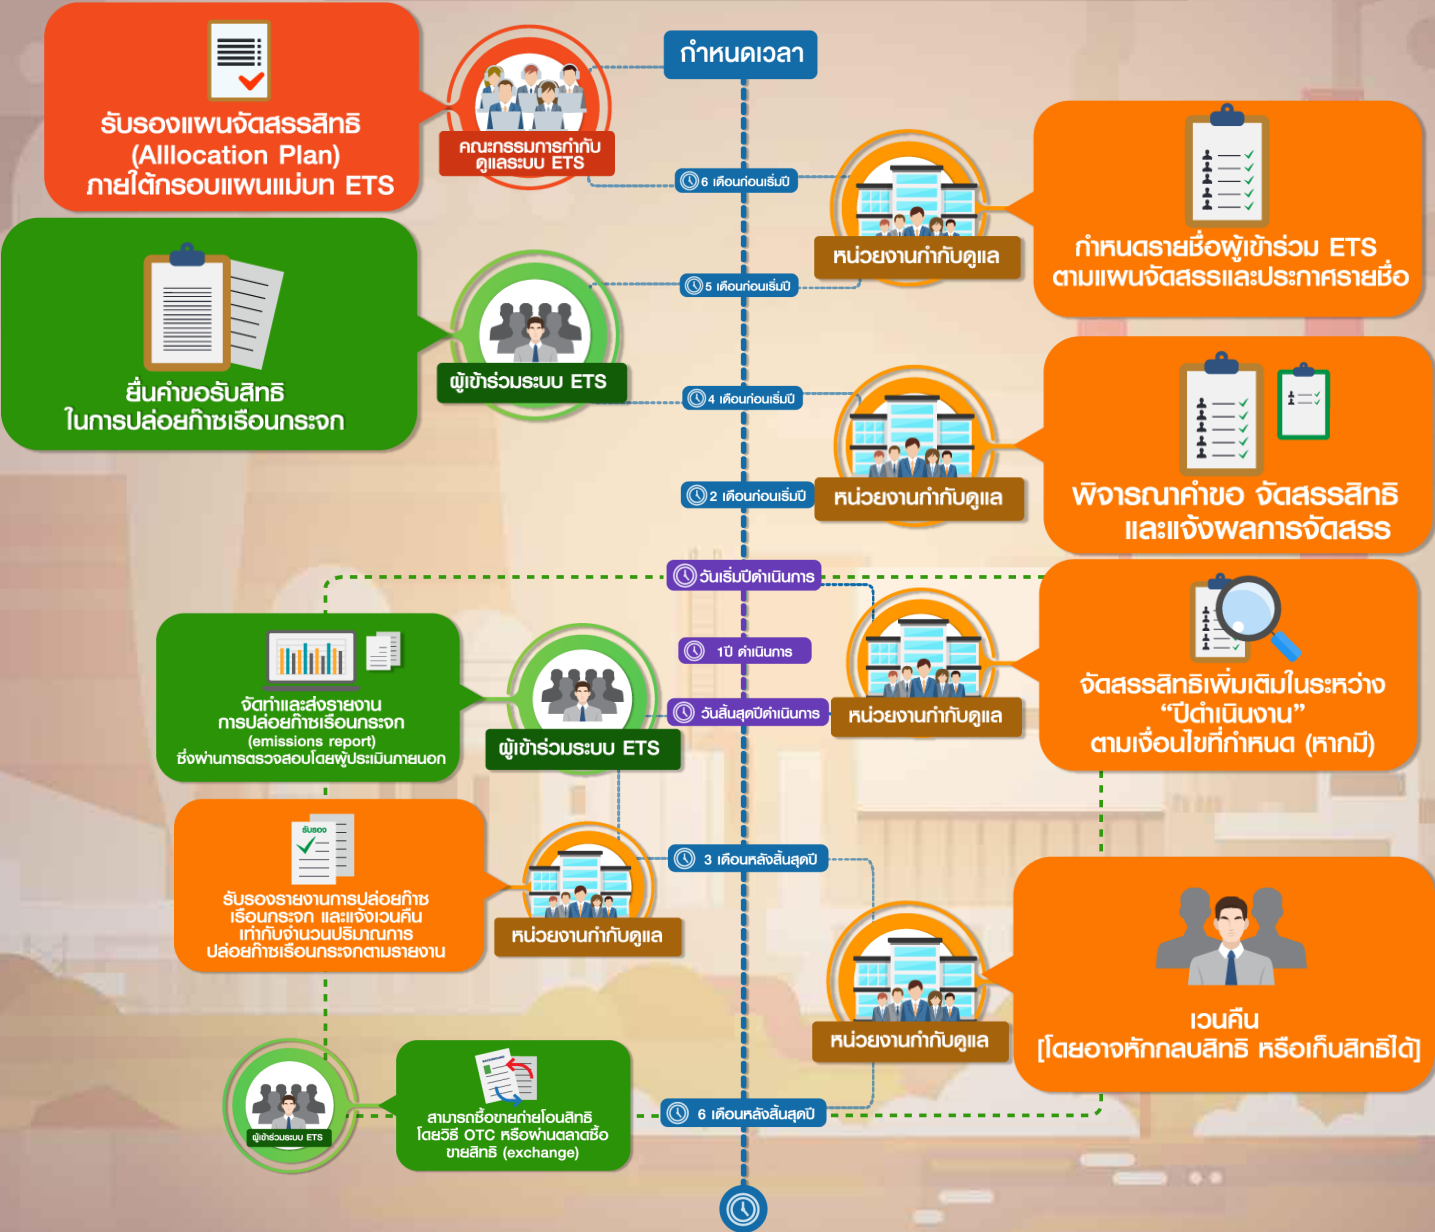 กำหนดเวลา
รับรองแผนจัดสรรสิทธิ
(Alllocation Plan)
ภายใต้กรอบแผนแม่บท ETS
คณะกรรมการกำกับ
ดูแลระบบ ETS
6 เดือนก่อนเริ่มปี
หน่วยงานกำกับดูแล
กำหนดรายชื่อผู้เข้าร่วม ETS
ตามแผนจัดสรรและประกาศรายชื่อ
5 เดือนก่อนเริ่มปี
ยื่นคำขอรับสิทธิ
ในการปล่อยก๊าซเรือนกระจก
ผู้เข้าร่วมระบบ ETS
4 เดือนก่อนเริ่มปี
2 เดือนก่อนเริ่มปี
หน่วยงานกำกับดูแล
พิจารณาคำขอ จัดสรรสิทธิ
และแจ้งผลการจัดสรร
วันเริ่มปีดำเนินการ
1ปี ดำเนินการ
วันสิ้นสุดปีดำเนินการ
หน่วยงานกำกับดูแล
จัดสรรสิทธิเพิ่มเติมในระหว่าง
“ปีดำเนินงาน”
ตามเงื่อนไขที่กำหนด (หากมี)
จัดทำและส่งรายงาน
การปล่อยก๊าซเรือนกระจก
(emissions report)
ซึ่งผ่านการตรวจสอบโดยผู้ประเมินภายนอก
ผู้เข้าร่วมระบบ ETS
3 เดือนหลังสิ้นสุดปี
รับรอง
รับรองรายงานการปล่อยก๊าซ
เรือนกระจก และแจ้งเวนคืน
เท่ากับจำนวนปริมาณการ
ปล่อยก๊าซเรือนกระจกตามรายงาน
หน่วยงานกำกับดูแล
หน่วยงานกำกับดูแล
เวนคืน
[โดยอาจหักกลบสิทธิ หรือเก็บสิทธิได้]
6 เดือนหลังสิ้นสุดปี
ผู้เข้าร่วมระบบ ETS
สามารถซื้อขายถ่ายโอนสิทธิ
โดยวิธี OTC หรือผ่านตลาดซื้อ
ขายสิทธิ (exchange)